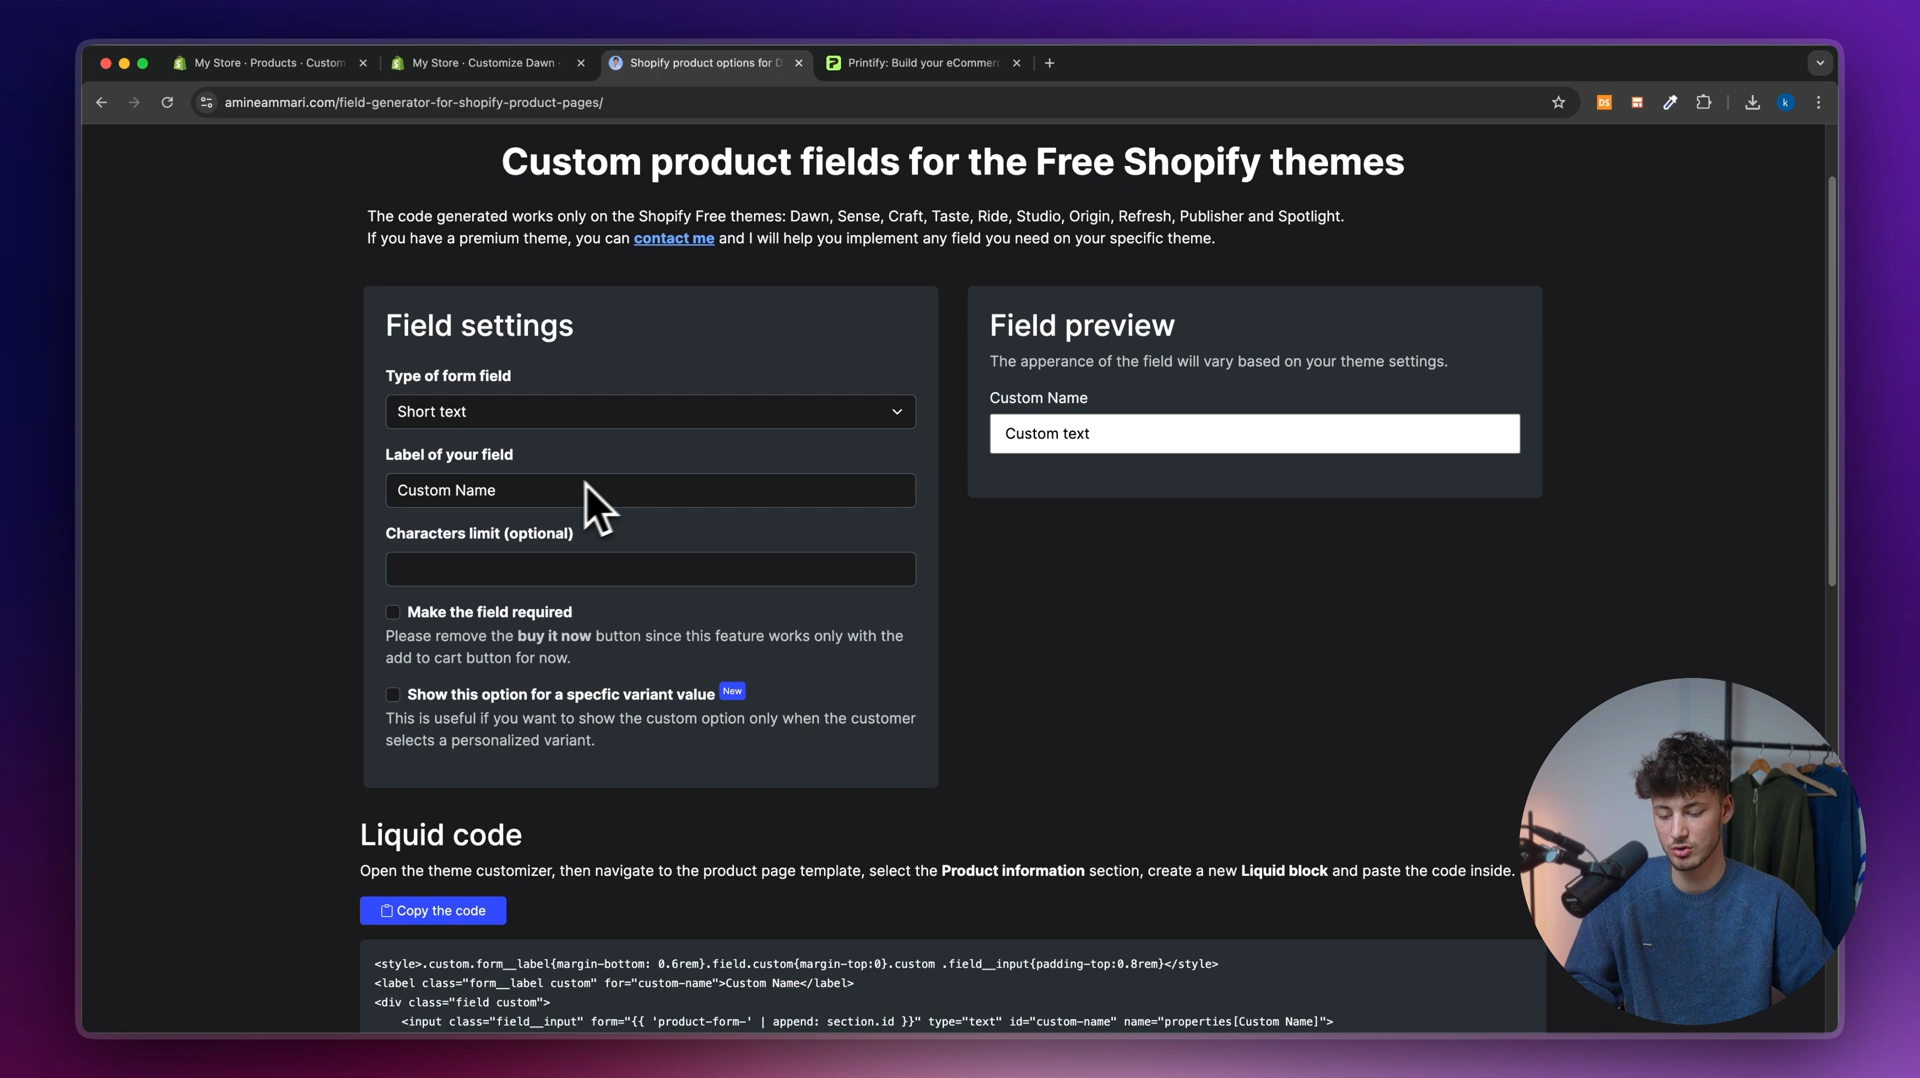 My Store · Products · Custom
My Store · Customize Dawn ·
Shopify product options for D
Printify: Build your eCommerc
amineammari.com/field-generator-for-shopify-product-pages/
DS
k
Custom product fields for the Free Shopify themes
The code generated works only on the Shopify Free themes: Dawn, Sense, Craft, Taste, Ride, Studio, Origin, Refresh, Publisher and Spotlight.
If you have a premium theme, you can contact me and I will help you implement any field you need on your specific theme.
Field settings
Type of form field
Short text
Label of your field
Custom Name
Characters limit (optional)
Make the field required
Please remove the buy it now button since this feature works only with the
add to cart button for now.
Show this option for a specfic variant value New
This is useful if you want to show the custom option only when the customer
selects a personalized variant.
Field preview
The apperance of the field will vary based on your theme settings.
Custom Name
Custom text
Liquid code
Open the theme customizer, then navigate to the product page template, select the Product information section, create a new Liquid block and paste the code inside.
Copy the code
<style>.custom.form__label{margin-bottom: 0.6rem}.field.custom{margin-top:0}.custom .field__input{padding-top:0.8rem}</style>
<label class="form__label custom" for="custom-name">Custom Name</label>
<div class="field custom">
<input class="field__input" form="{{ 'product-form-' | append: section.id }}" type="text" id="custom-name" name="properties[Custom Name]">